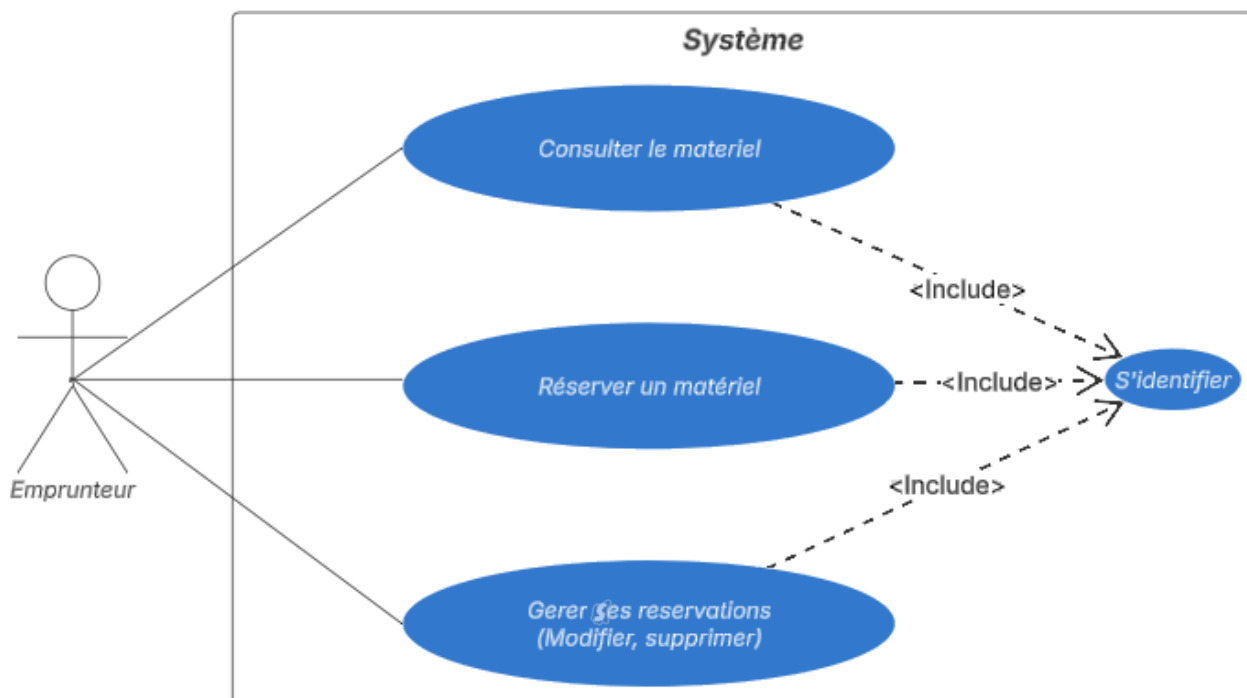 Système
Consulter le materiel
<Include>
Réserver un matériel
<Include>
S'identifier
Emprunteur
<Include>
Gerer ses reservations
(Modifier, supprimer)